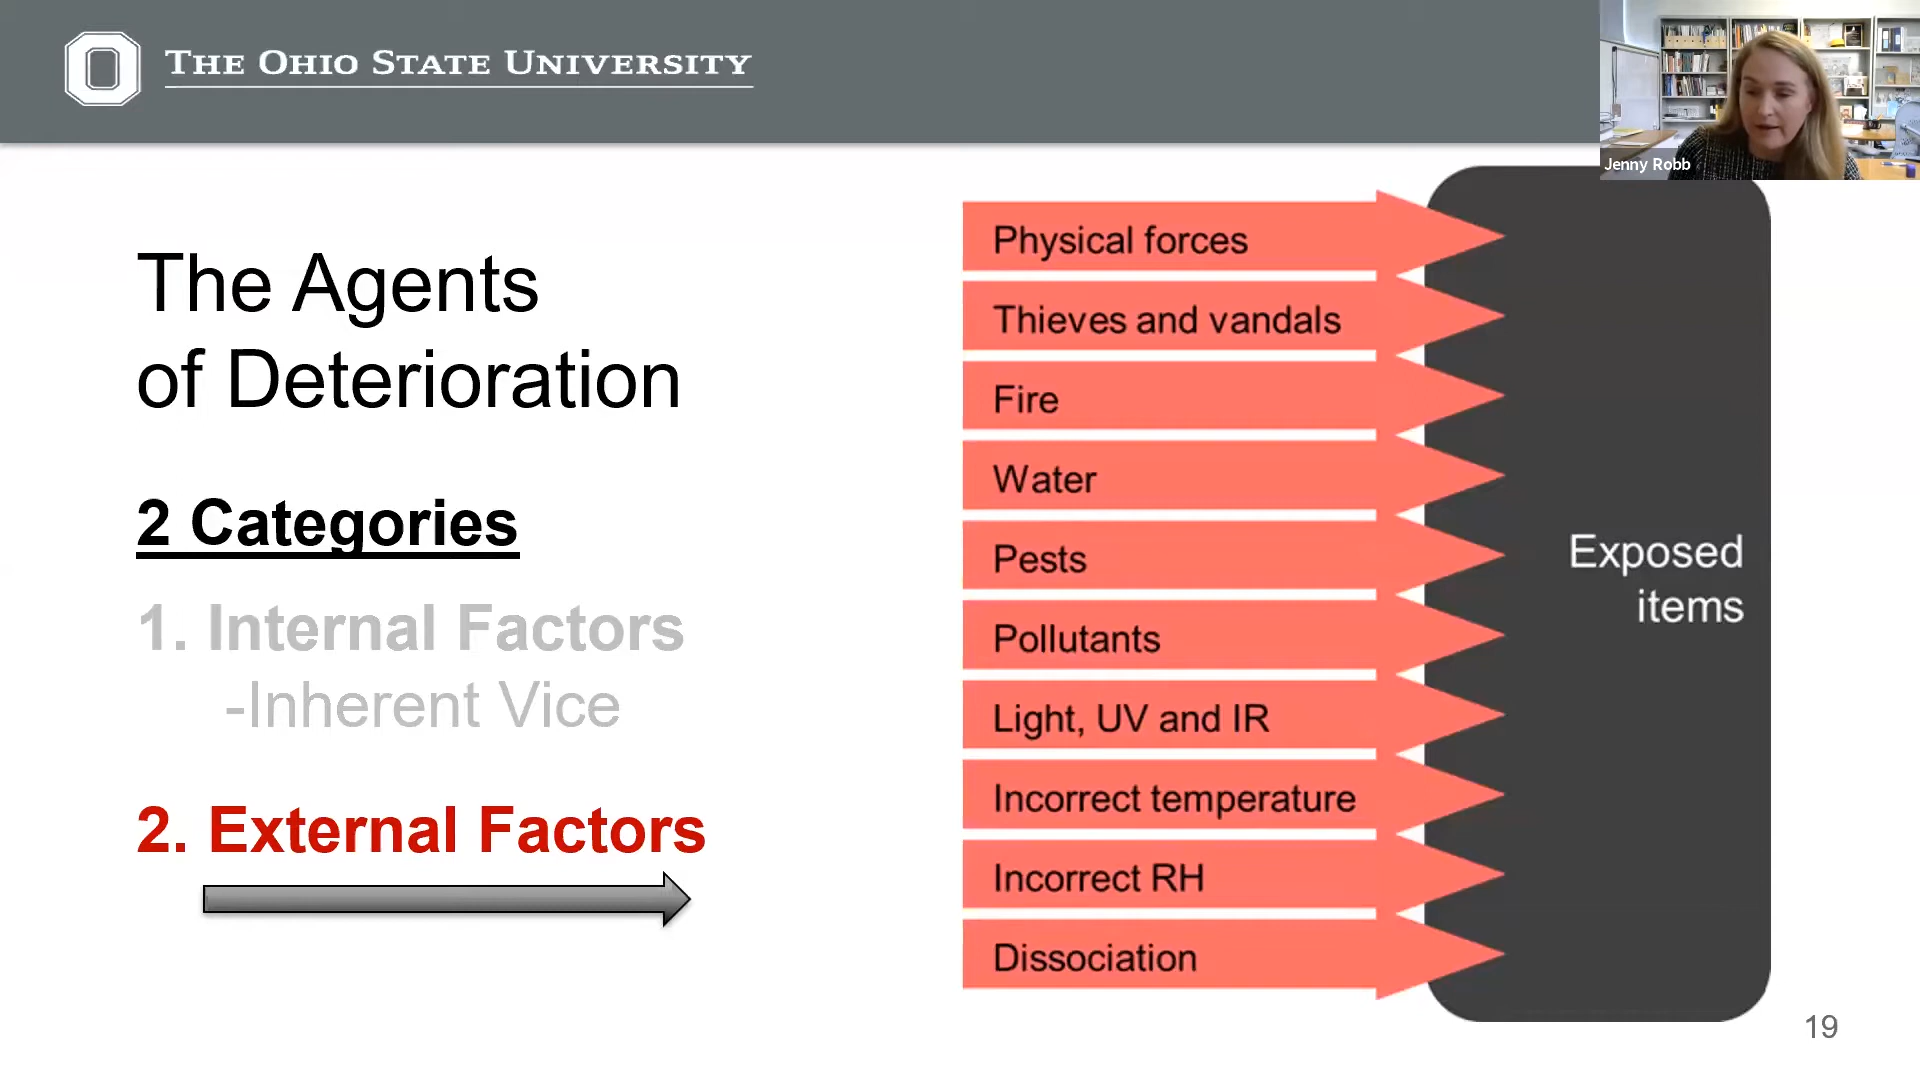 THE OHIO STATE UNIVERSITY
Jenny Robb
The Agents
of Deterioration
2 Categories
1. Internal Factors
-Inherent Vice
2. External Factors
Physical forces
Thieves and vandals
Fire
Water
Pests
Pollutants
Light, UV and IR
Incorrect temperature
Incorrect RH
Dissociation
Exposed
items
19